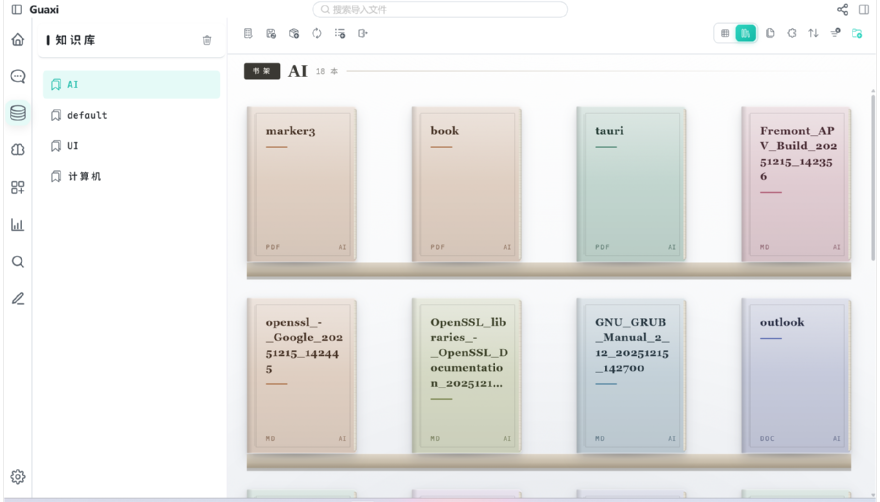 Guaxi
搜索导入文件
知识库
AI
default
UI
计算机
书架 AI 18 本
marker3
PDF AI
book
PDF AI
tauri
PDF AI
Fremont_AP
V_Build_202
51215_14235
6
MD AI
openssl_-
_Google_202
51215_14244
5
MD AI
OpenSSL_lib
raries_-
_OpenSSL_D
ocumentatio
n_2025121...
MD AI
GNU_GRUB
_Manual_2_
12_20251215
_142700
MD AI
outlook
DOC AI